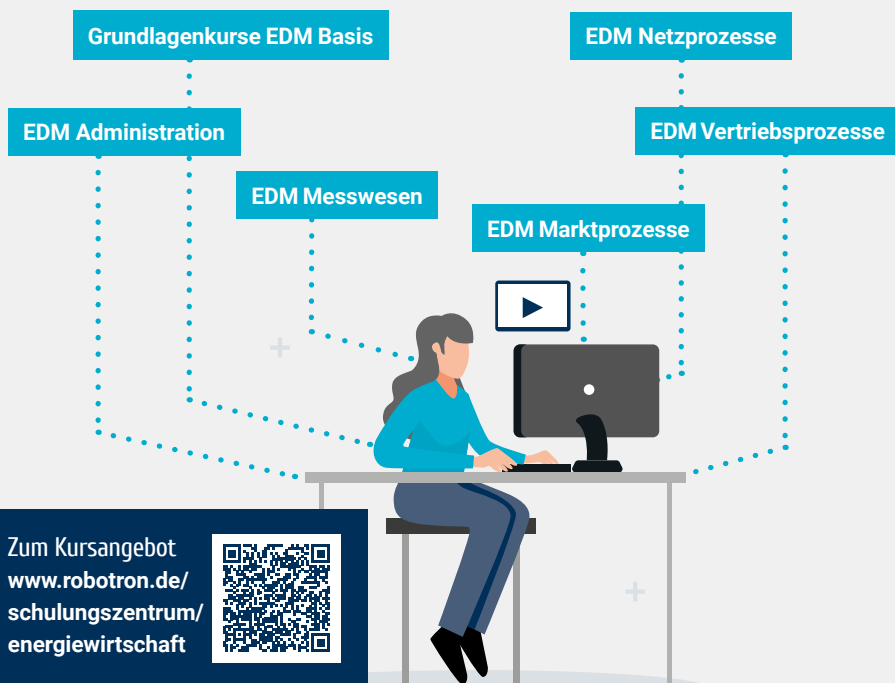 Grundlagenkurse EDM Basis
EDM Netzprozesse
EDM Administration
EDM Vertriebsprozesse
EDM Messwesen
EDM Marktprozesse
Zum Kursangebot
www.robotron.de/
schulungszentrum/
energiewirtschaft